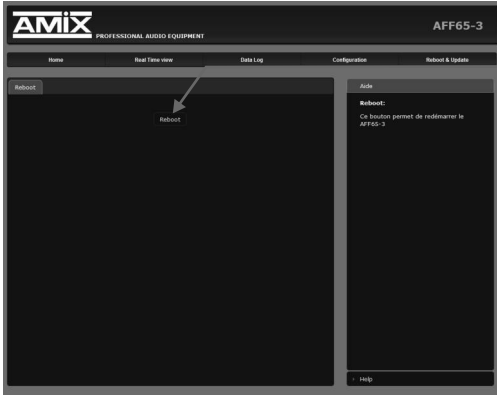 AMiX
PROFESSIONAL AUDIO EQUIPMENT
AFF65-3
Home Real Time view Data Log Configuration Reboot & Update
Reboot
Reboot
Aide
Reboot:
Ce bouton permet de redémarrer le
AFF65-3
Help